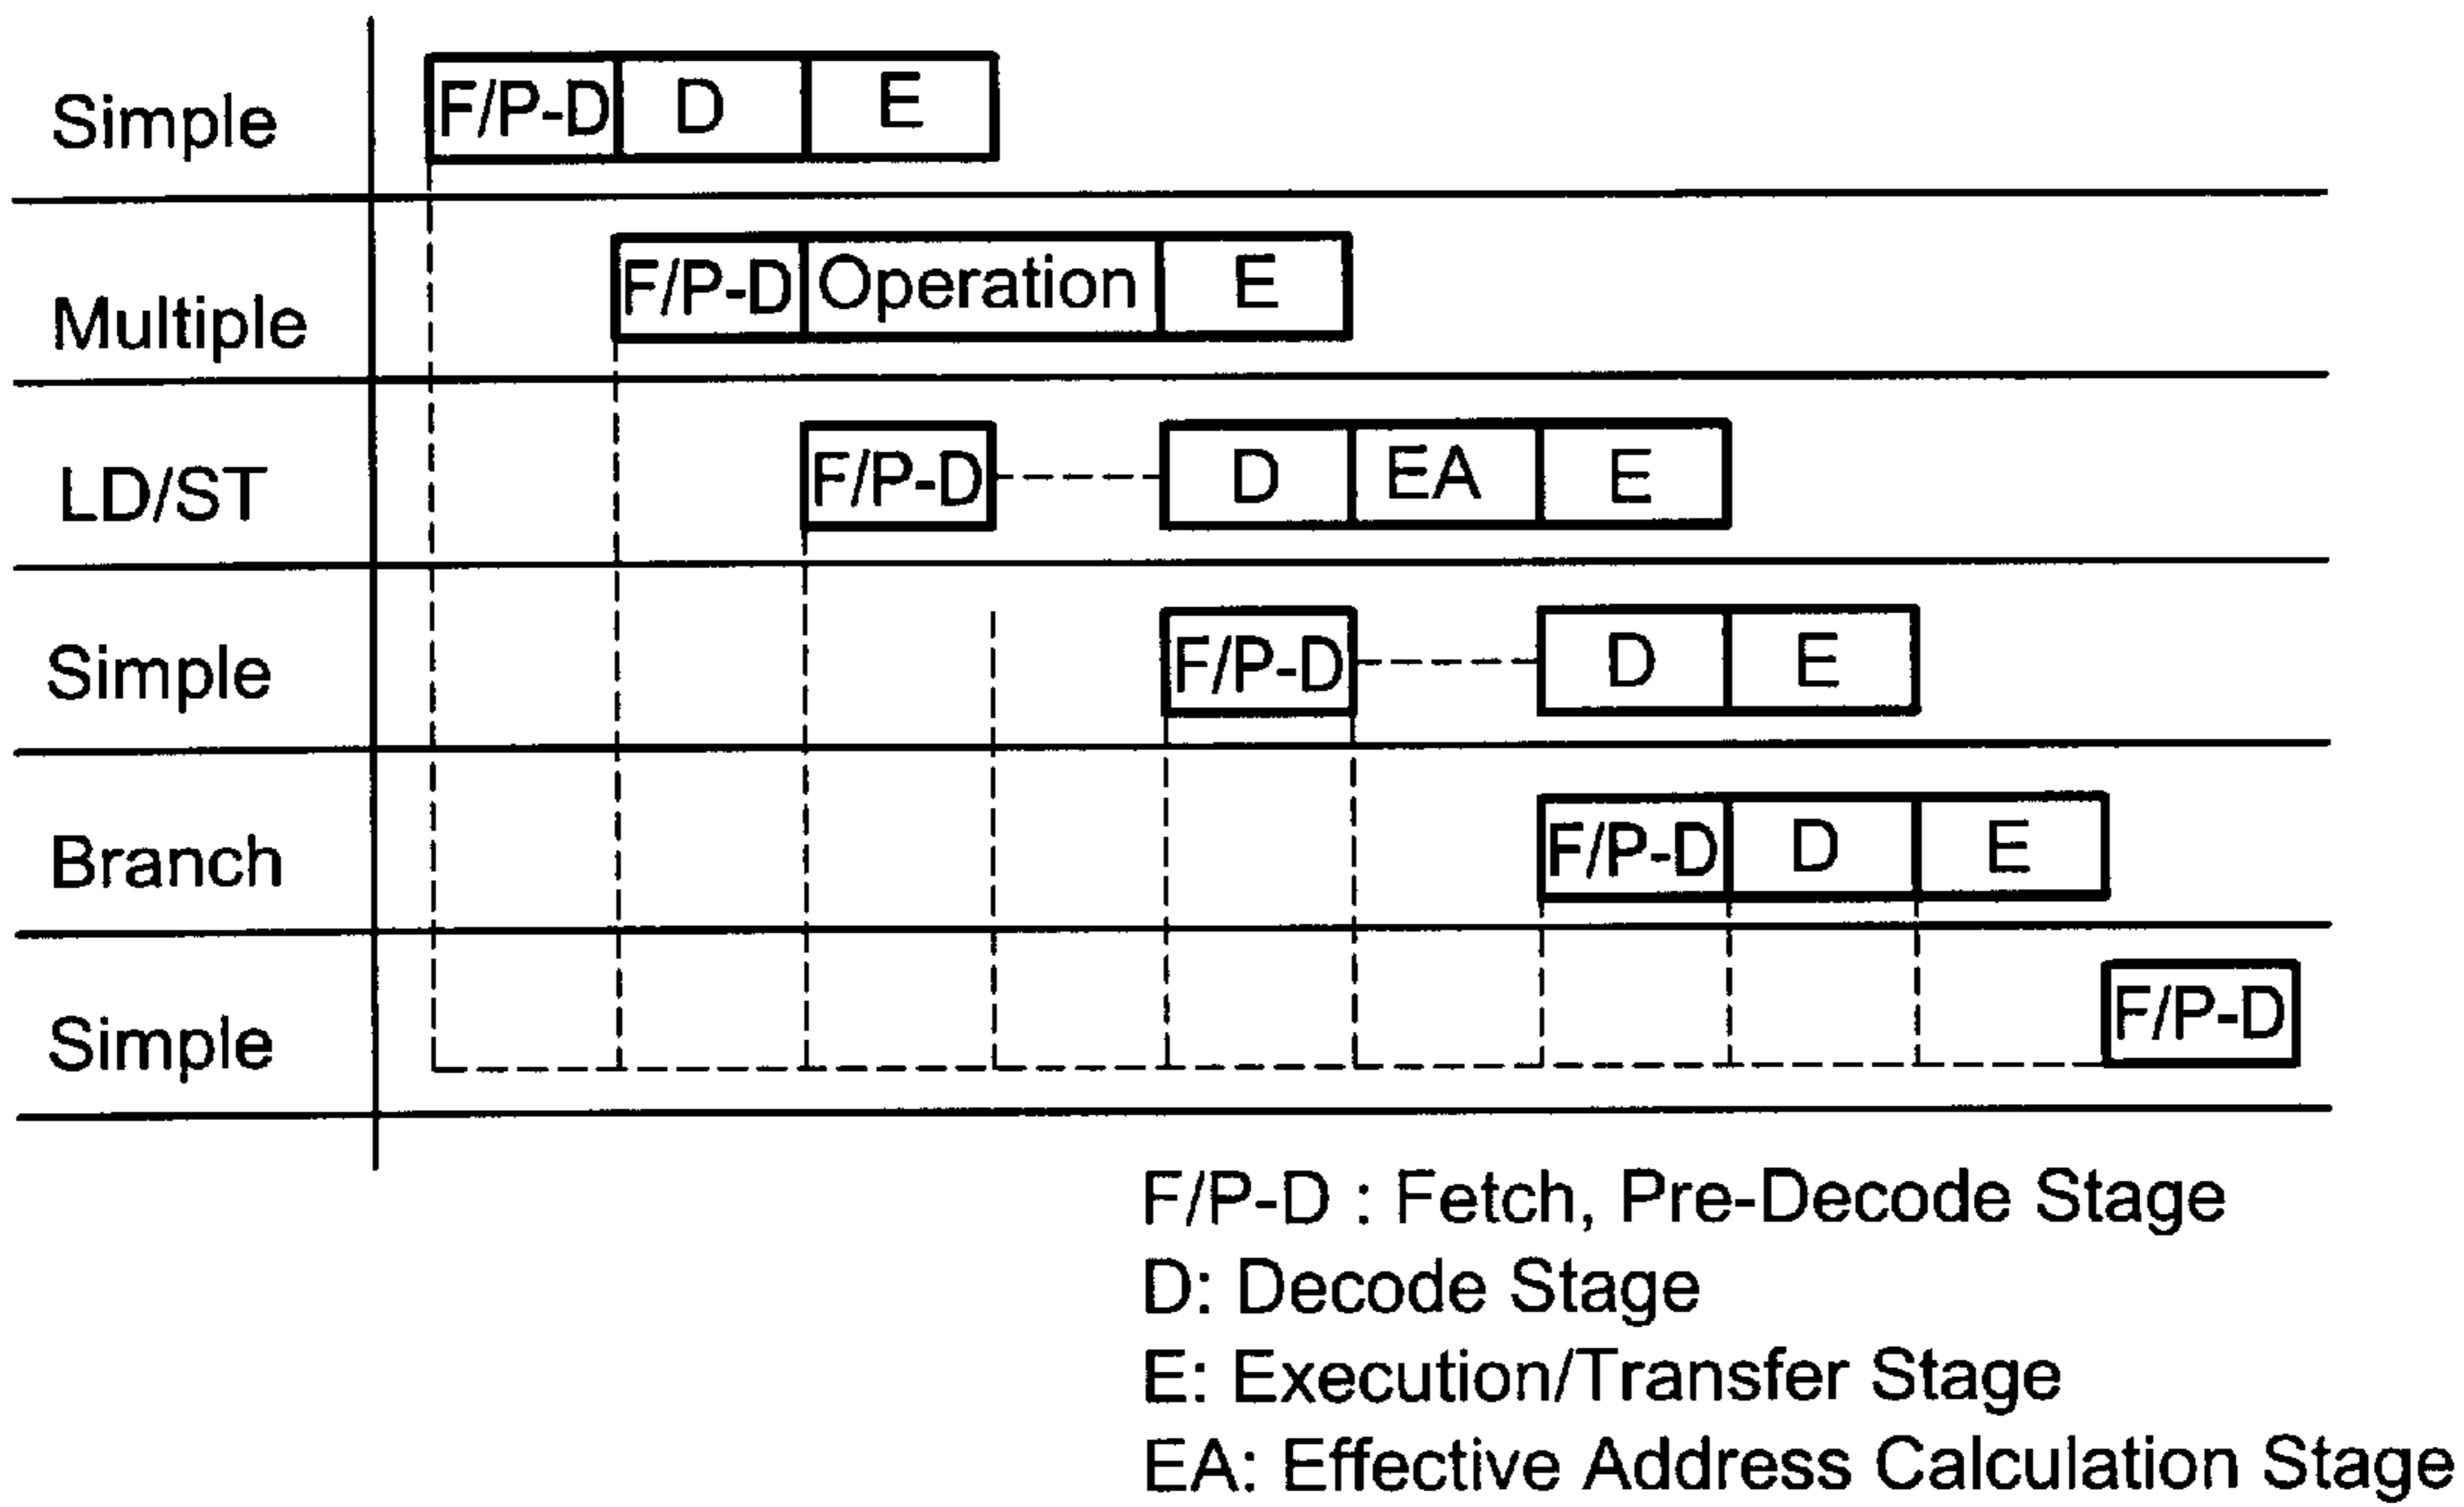 Simple F/P-D D E
Multiple F/P-D Operation E
LD/ST F/P-D D EA E
Simple F/P-D D E
Branch F/P-D D E
Simple F/P-D
F/P-D : Fetch, Pre-Decode Stage
D: Decode Stage
E: Execution/Transfer Stage
EA: Effective Address Calculation Stage